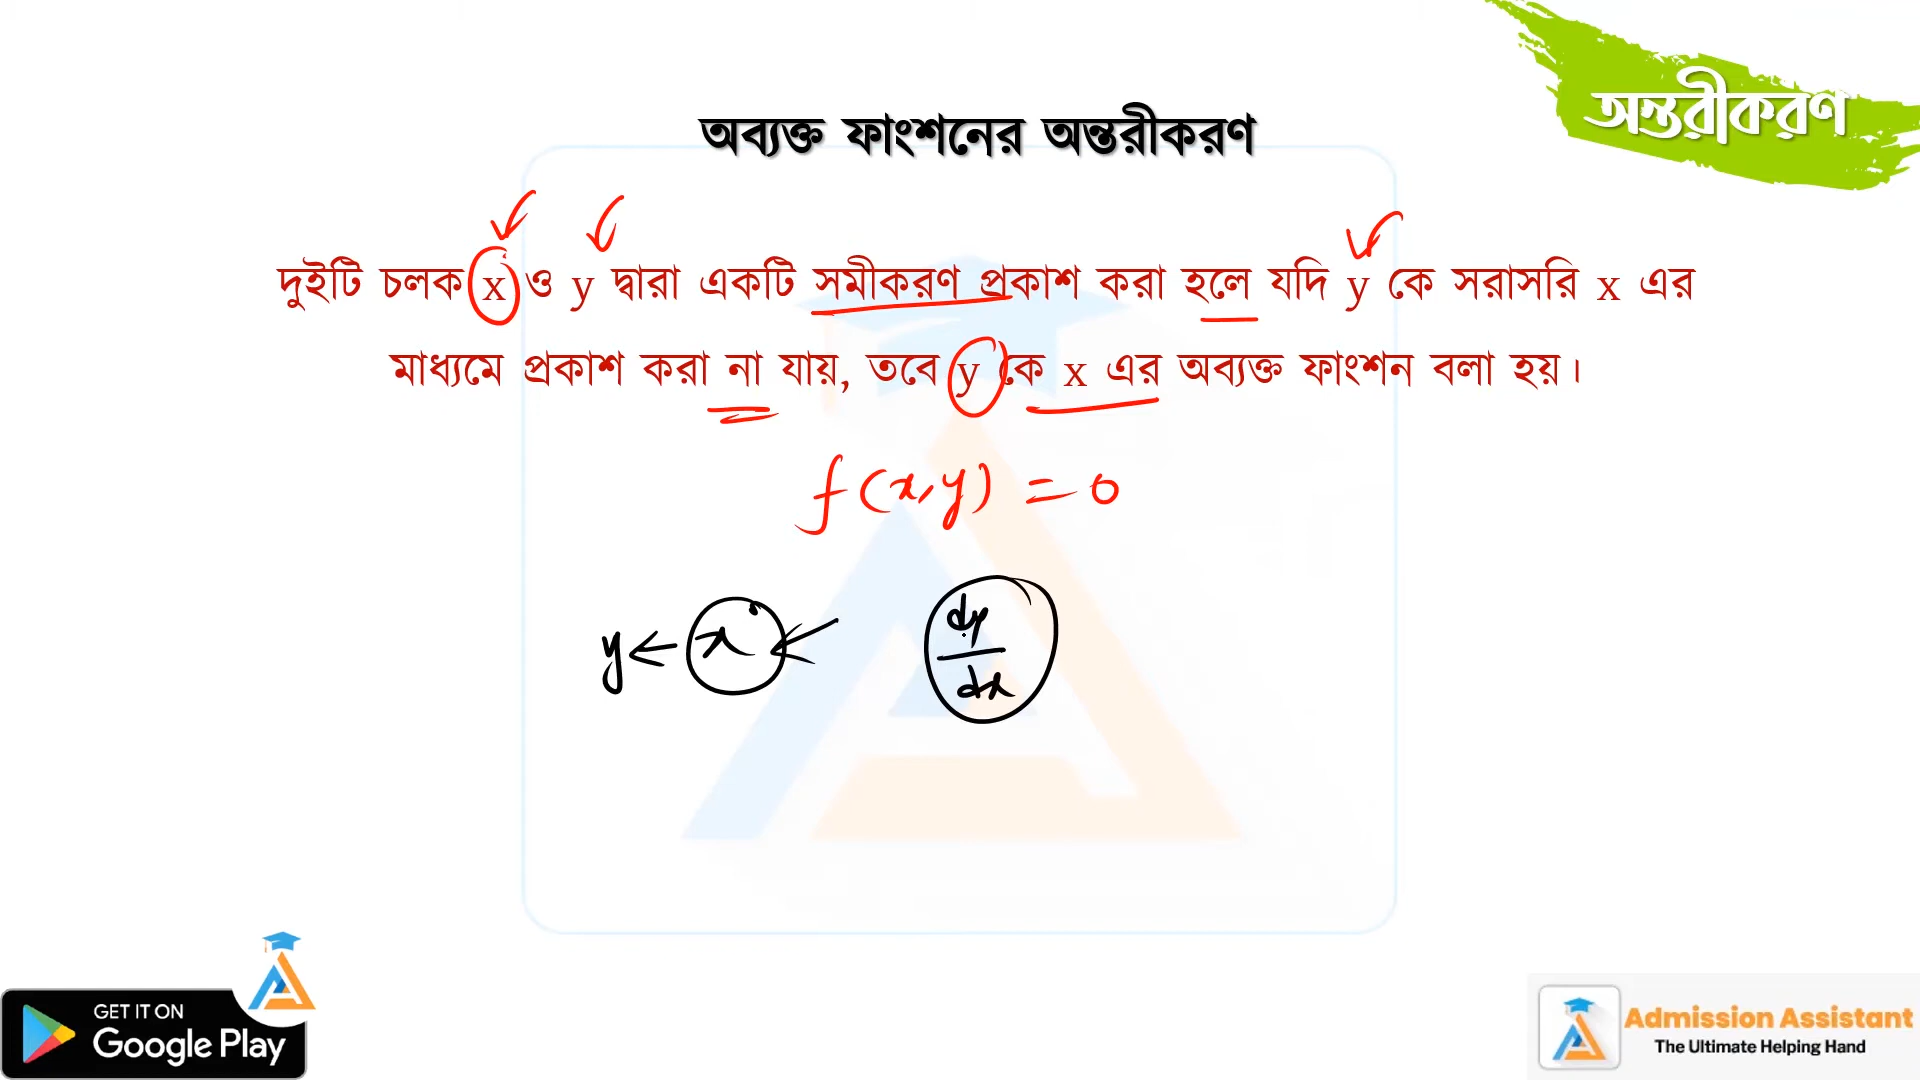 অন্তরীকরণ
অব্যক্ত ফাংশনের অন্তরীকরণ
দুইটি চলক x ও y দ্বারা একটি সমীকরণ প্রকাশ করা হলে যদি y কে সরাসরি x এর
মাধ্যমে প্রকাশ করা না যায়, তবে y কে x এর অব্যক্ত ফাংশন বলা হয়।
f(x,y) = 0
y ← x ←
dy
dx
GET IT ON
Google Play
Admission Assistant
The Ultimate Helping Hand